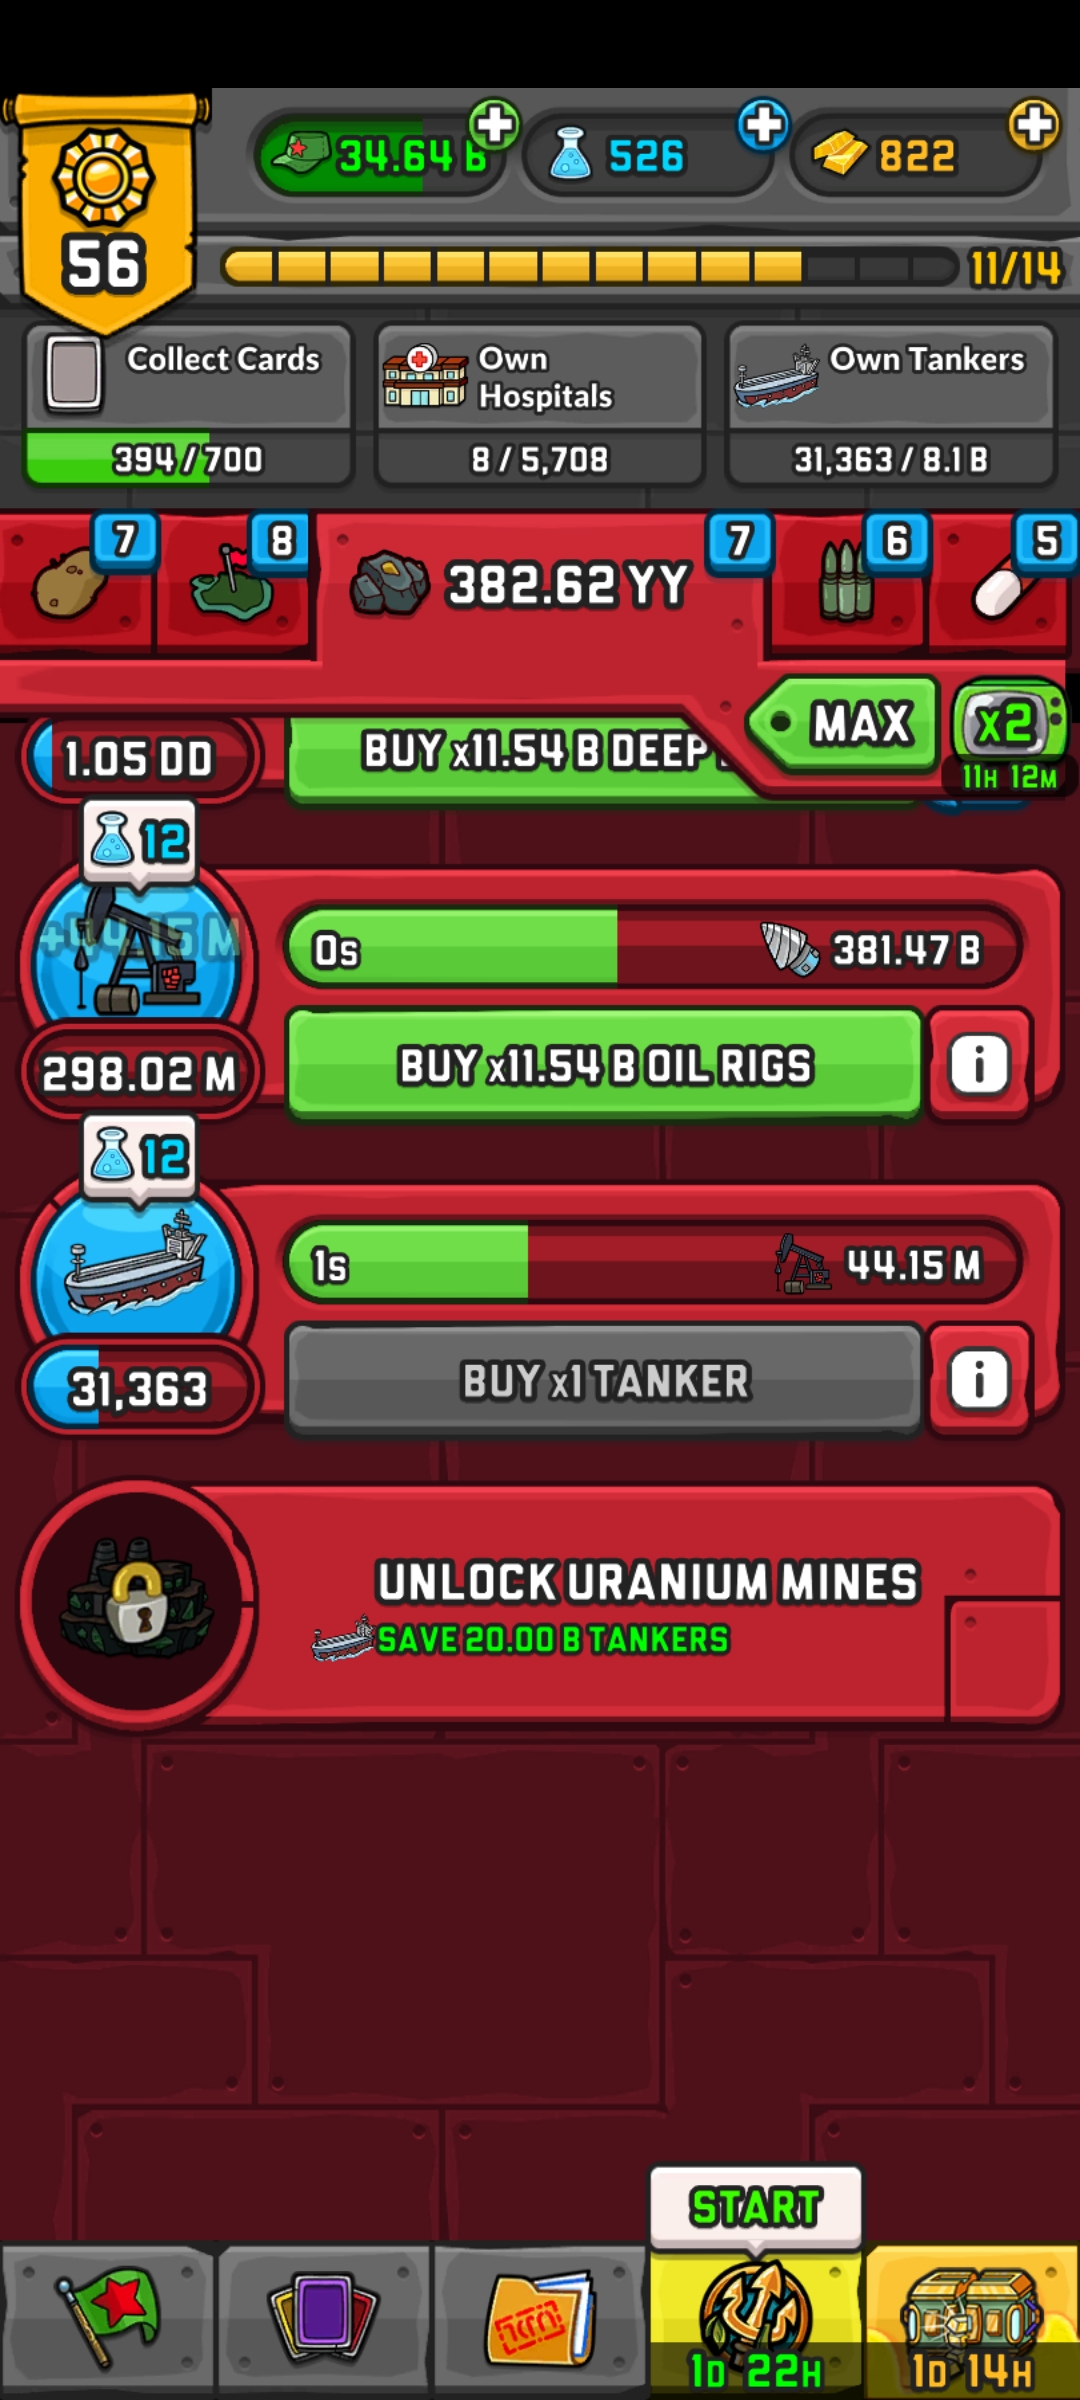 56
34.64 B
526
822
11/14
Collect Cards
394/700
Own
Hospitals
8/5,708
Own Tankers
31,363/8.1 B
7
8
382.62 YY
7
6
5
MAX
X2
11H 12M
1.05 DD
BUY x11.54 B DEEP
12
+44.15 M
0s
381.47 B
298.02 M
BUY x11.54 B OIL RIGS
i
12
1s
44.15 M
31,363
BUY x1 TANKER
i
UNLOCK URANIUM MINES
SAVE 20.00 B TANKERS
START
1D 22H
1D 14H